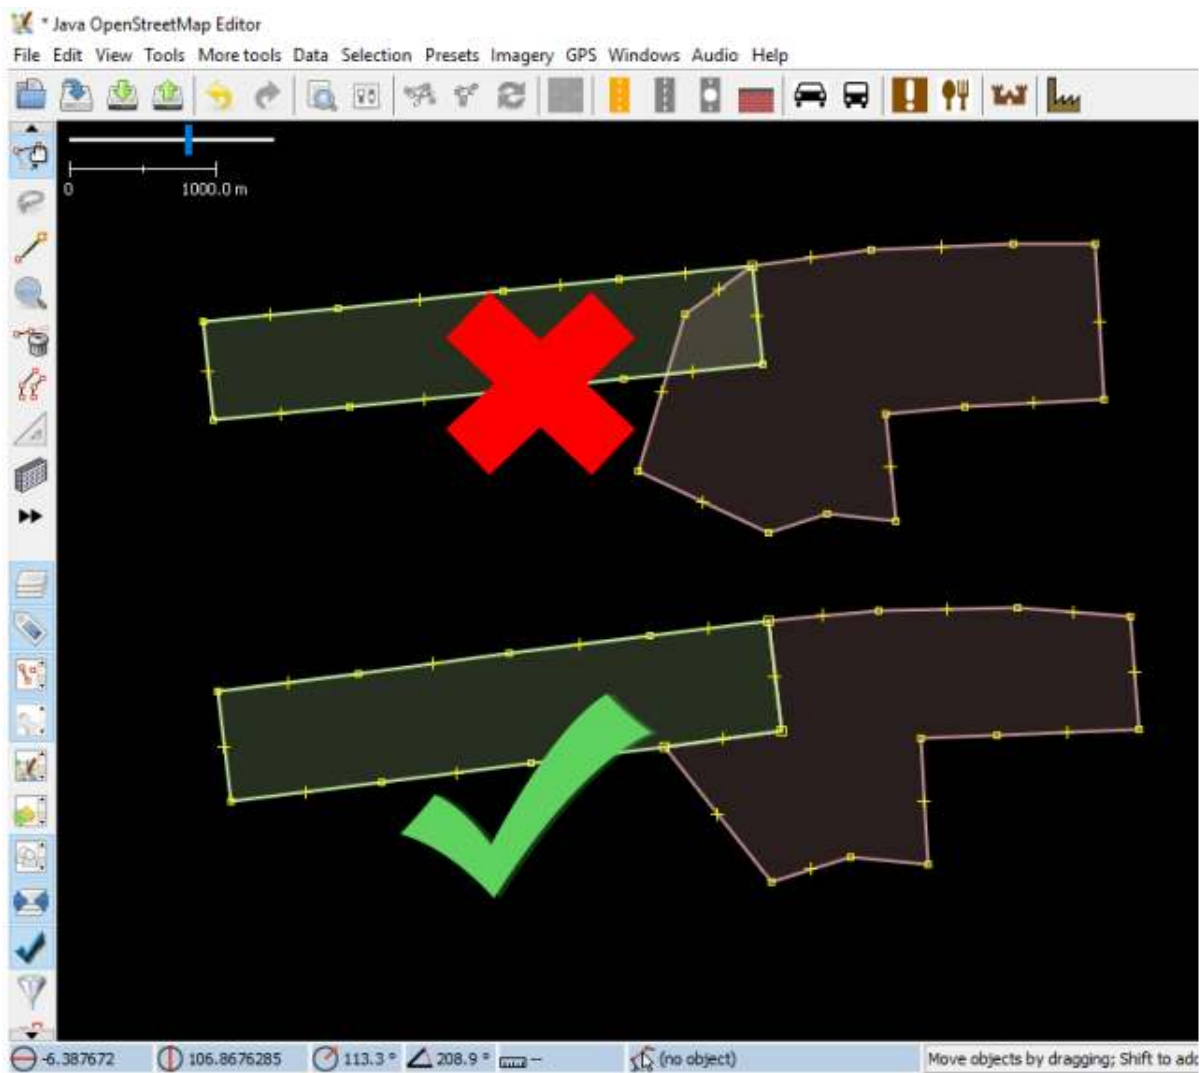 * Java OpenStreetMap Editor
File Edit View Tools More tools Data Selection Presets Imagery GPS Windows Audio Help
0 1000.0 m
-6.387672 106.8676285 113.3 ° 208.9 ° -- (no object) Move objects by dragging; Shift to add